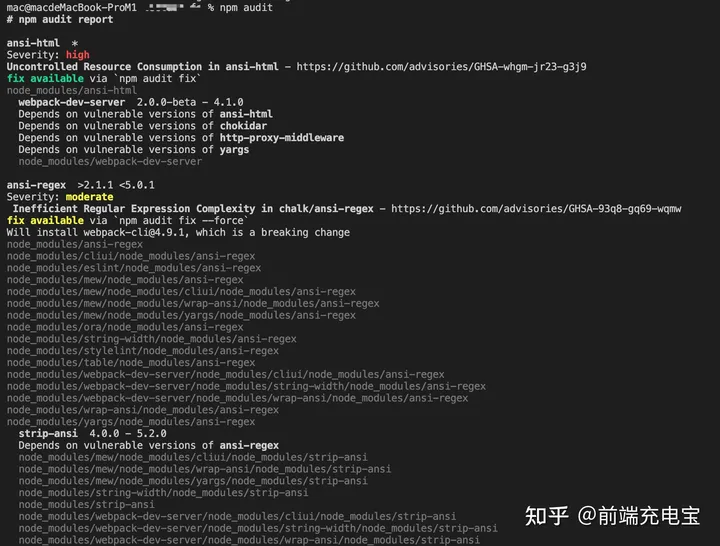 mac@macdeMacBook-ProM1 % npm audit
# npm audit report
ansi-html *
Severity: high
Uncontrolled Resource Consumption in ansi-html - https://github.com/advisories/GHSA-whgm-jr23-g3j9
fix available via `npm audit fix`
node_modules/ansi-html
webpack-dev-server 2.0.0-beta - 4.1.0
Depends on vulnerable versions of ansi-html
Depends on vulnerable versions of chokidar
Depends on vulnerable versions of http-proxy-middleware
Depends on vulnerable versions of yargs
node_modules/webpack-dev-server
ansi-regex >2.1.1 <5.0.1
Severity: moderate
Inefficient Regular Expression Complexity in chalk/ansi-regex - https://github.com/advisories/GHSA-93q8-gq69-wqmw
fix available via `npm audit fix --force`
Will install webpack-cli@4.9.1, which is a breaking change
node_modules/ansi-regex
node_modules/cliui/node_modules/ansi-regex
node_modules/eslint/node_modules/ansi-regex
node_modules/mew/node_modules/ansi-regex
node_modules/mew/node_modules/cliui/node_modules/ansi-regex
node_modules/mew/node_modules/wrap-ansi/node_modules/ansi-regex
node_modules/mew/node_modules/yargs/node_modules/ansi-regex
node_modules/ora/node_modules/ansi-regex
node_modules/string-width/node_modules/ansi-regex
node_modules/stylelint/node_modules/ansi-regex
node_modules/table/node_modules/ansi-regex
node_modules/webpack-dev-server/node_modules/cliui/node_modules/ansi-regex
node_modules/webpack-dev-server/node_modules/string-width/node_modules/ansi-regex
node_modules/webpack-dev-server/node_modules/wrap-ansi/node_modules/ansi-regex
node_modules/wrap-ansi/node_modules/ansi-regex
node_modules/yargs/node_modules/ansi-regex
strip-ansi 4.0.0 - 5.2.0
Depends on vulnerable versions of ansi-regex
node_modules/mew/node_modules/cliui/node_modules/strip-ansi
node_modules/mew/node_modules/wrap-ansi/node_modules/strip-ansi
node_modules/mew/node_modules/yargs/node_modules/strip-ansi
node_modules/string-width/node_modules/strip-ansi
node_modules/strip-ansi
node_modules/webpack-dev-server/node_modules/cliui/node_modules/strip-ansi
node_modules/webpack-dev-server/node_modules/string-width/node_modules/strip-ansi
node_modules/webpack-dev-server/node_modules/wrap-ansi/node_modules/strip-ansi
知乎 @前端充电宝